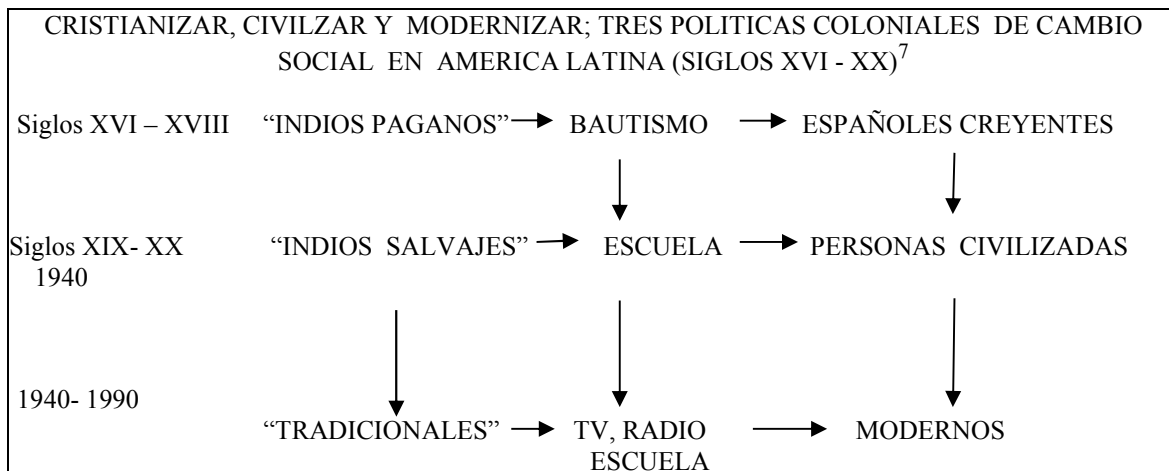 CRISTIANIZAR, CIVILZAR Y MODERNIZAR; TRES POLITICAS COLONIALES DE CAMBIO
SOCIAL EN AMERICA LATINA (SIGLOS XVI - XX)7
Siglos XVI – XVIII “INDIOS PAGANOS” BAUTISMO ESPAÑOLES CREYENTES
Siglos XIX- XX “INDIOS SALVAJES” ESCUELA PERSONAS CIVILIZADAS
1940
1940- 1990
“TRADICIONALES” TV, RADIO MODERNOS
ESCUELA